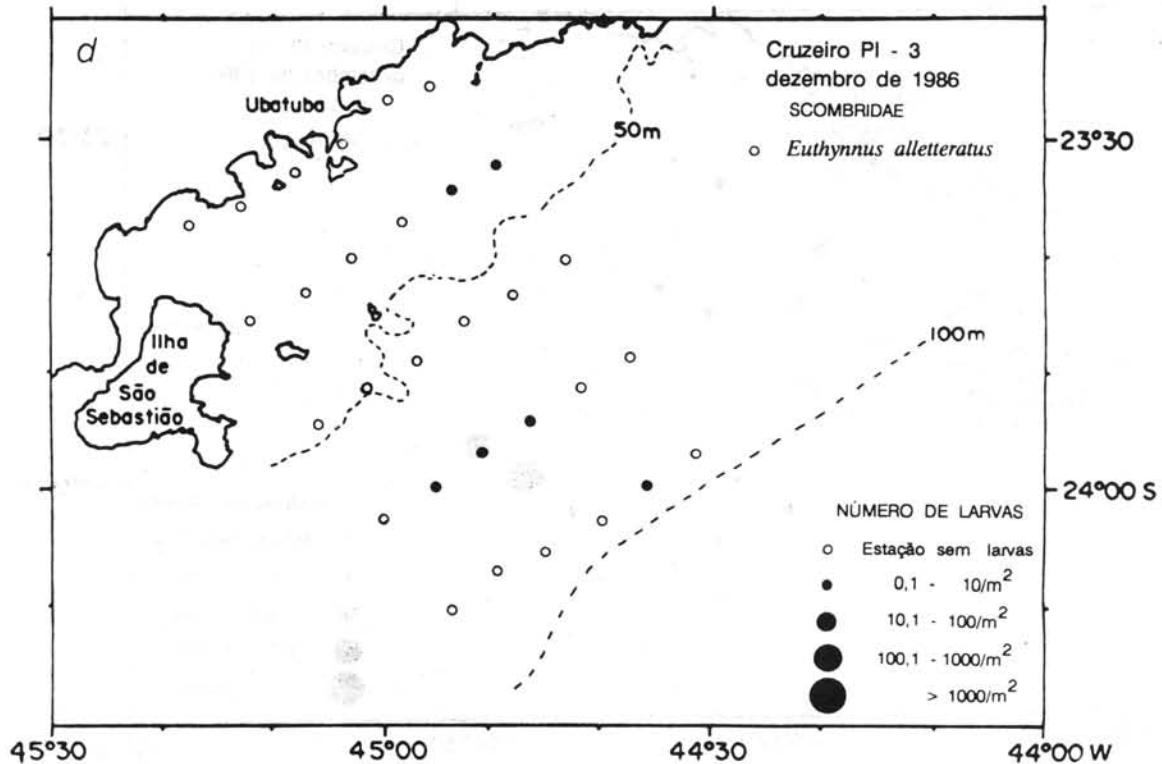 d
Cruzeiro PI - 3
dezembro de 1986
SCOMBRIDAE
Euthynnus alletteratus
Ubatuba
50m
23°30
Ilha
de
São
Sebastião
100m
24°00 S
NÚMERO DE LARVAS
Estação sem larvas
0,1 - 10/m²
10,1 - 100/m²
100,1 - 1000/m²
> 1000/m²
45°30
45°00
44°30
44°00 W